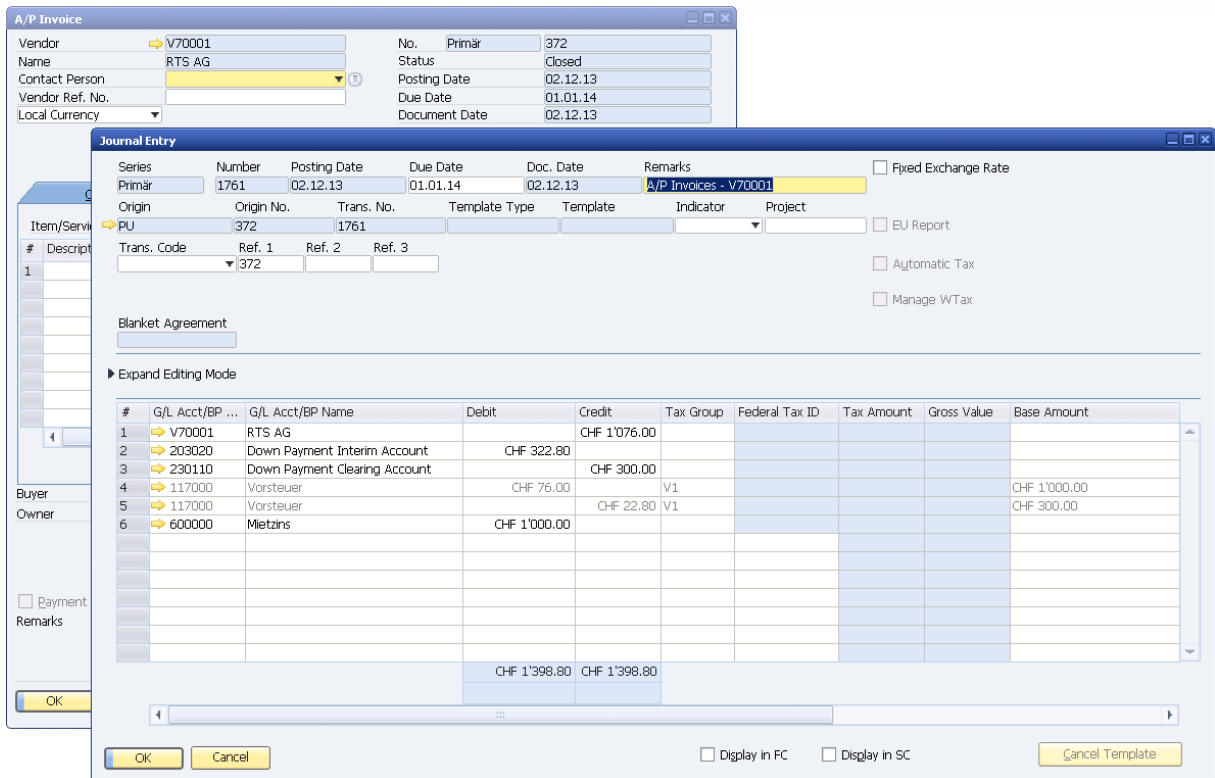 A/P Invoice
Vendor V70001 No. Primär 372
Name RTS AG Status Closed
Contact Person Posting Date 02.12.13
Vendor Ref. No. Due Date 01.01.14
Local Currency Document Date 02.12.13
Journal Entry
Series Number Posting Date Due Date Doc. Date Remarks Fixed Exchange Rate
Primär 1761 02.12.13 01.01.14 02.12.13 A/P Invoices - V70001
Origin Origin No. Trans. No. Template Type Template Indicator Project
PU 372 1761 EU Report
Trans. Code Ref. 1 Ref. 2 Ref. 3
372 Automatic Tax
Manage WTax
Blanket Agreement
Expand Editing Mode
# G/L Acct/BP ... G/L Acct/BP Name Debit Credit Tax Group Federal Tax ID Tax Amount Gross Value Base Amount
1 V70001 RTS AG CHF 1'076.00
2 203020 Down Payment Interim Account CHF 322.80
3 230110 Down Payment Clearing Account CHF 300.00
4 117000 Vorsteuer CHF 76.00 V1 CHF 1'000.00
5 117000 Vorsteuer CHF 22.80 V1 CHF 300.00
6 600000 Mietzins CHF 1'000.00
CHF 1'398.80 CHF 1'398.80
OK Cancel Display in FC Display in SC Cancel Template
Item/Servi
# Descript
1
Buyer
Owner
Payment
Remarks
OK